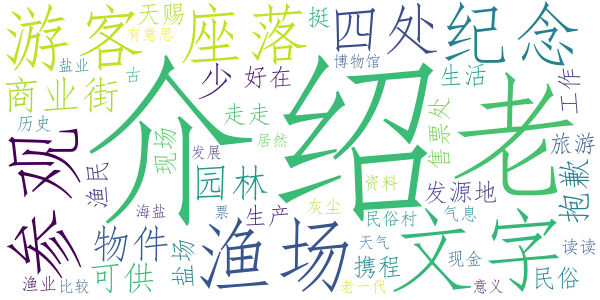 游客
天赐
有意思
座落
挺
四处
纪念
盐业
古
少
好在
博物馆
生活
工作
商业街
介绍
老
历史
走走
售票处
旅游
参观
渔民
现场
发展
居然
园林
资料
发源地
抱歉
海盐
票
生产
灰尘
民俗村
气息
文字
物件
盐场
渔场
天气
现金
读读
可供
携程
民俗
渔业
比较
老一代
意义